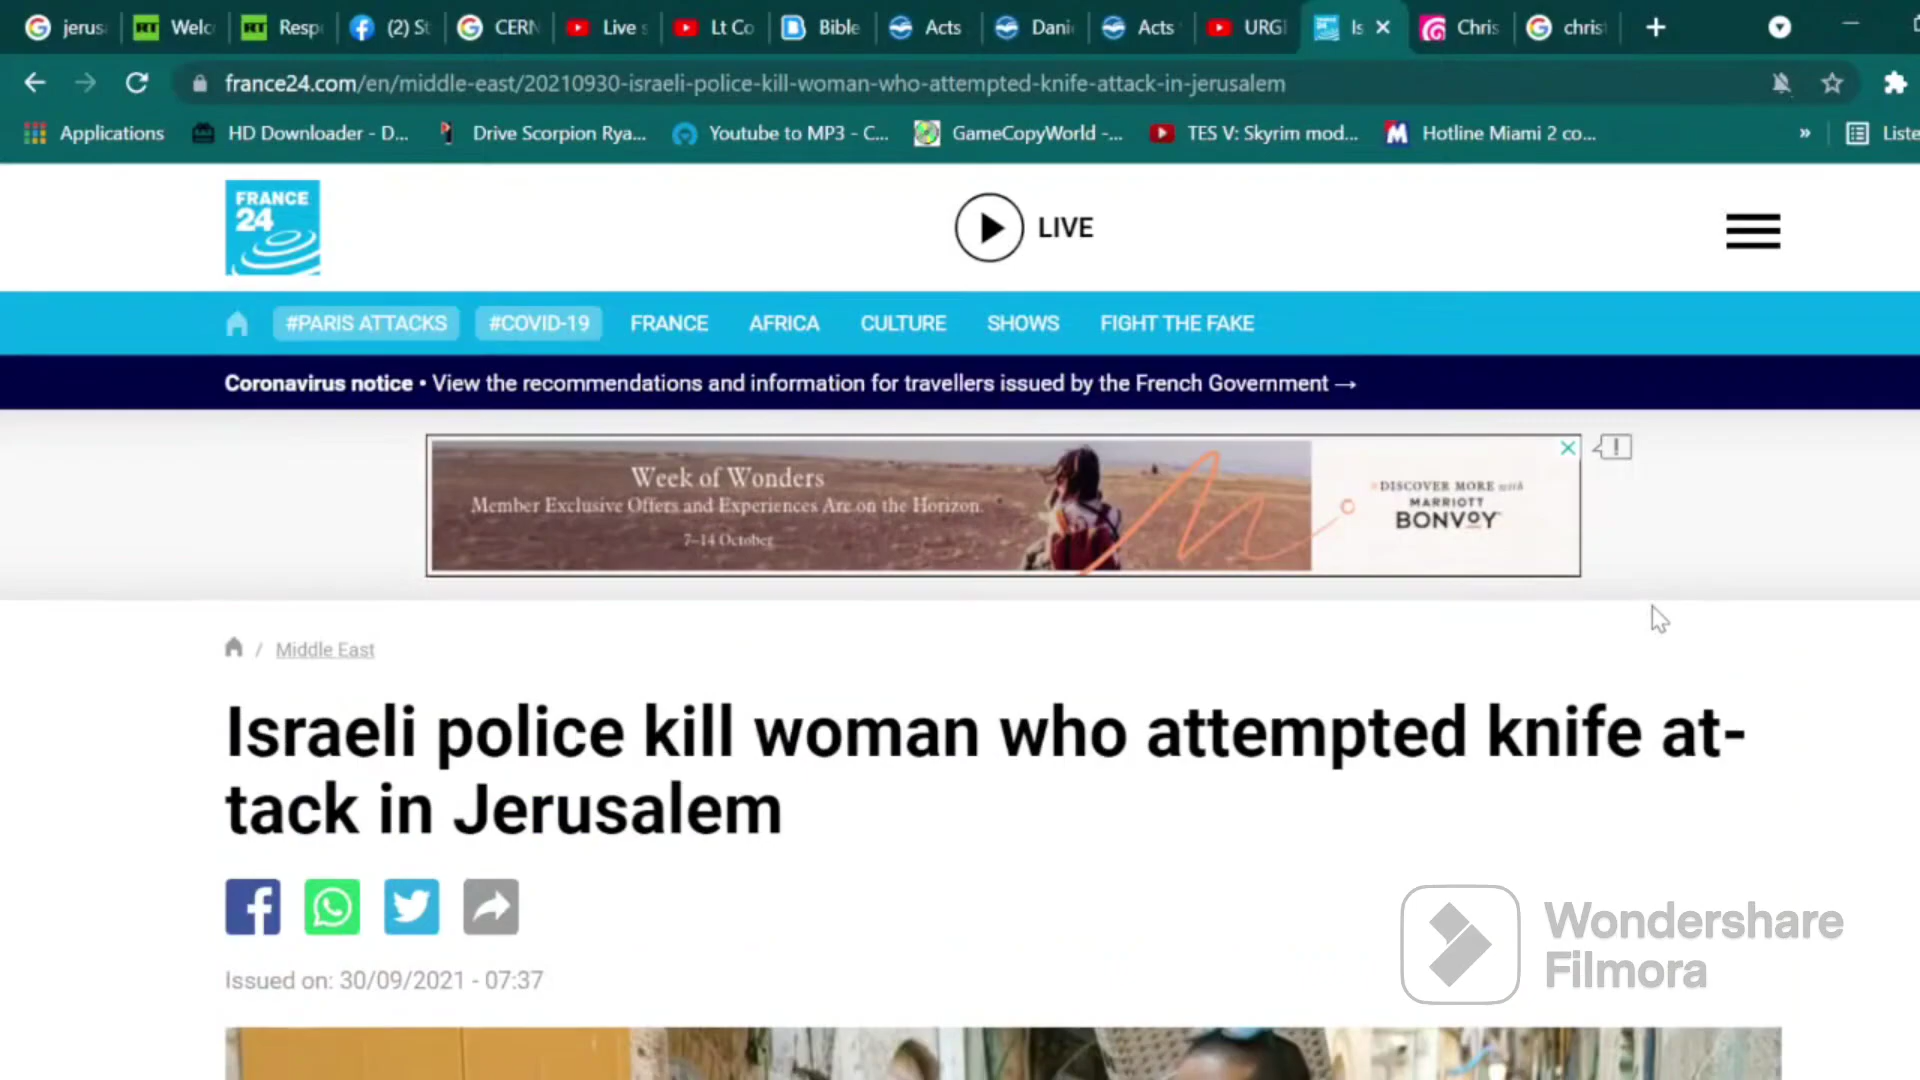 jerus
Welc
Resp
(2) St
CERN
Live s
Lt Co
Bible
Acts
Dani
Acts
URGI
Is
Chris
christ
france24.com/en/middle-east/20210930-israeli-police-kill-woman-who-attempted-knife-attack-in-jerusalem
Applications
HD Downloader - D...
Drive Scorpion Rya...
Youtube to MP3 - C...
GameCopyWorld -...
TES V: Skyrim mod...
Hotline Miami 2 co...
»
Liste
FRANCE
24
LIVE
#PARIS ATTACKS
#COVID-19
FRANCE
AFRICA
CULTURE
SHOWS
FIGHT THE FAKE
Coronavirus notice • View the recommendations and information for travellers issued by the French Government →
Week of Wonders
Member Exclusive Offers and Experiences Are on the Horizon.
7–14 October
DISCOVER MORE with
MARRIOTT
BONVOY
/ Middle East
Israeli police kill woman who attempted knife at-
tack in Jerusalem
Issued on: 30/09/2021 - 07:37
Wondershare
Filmora